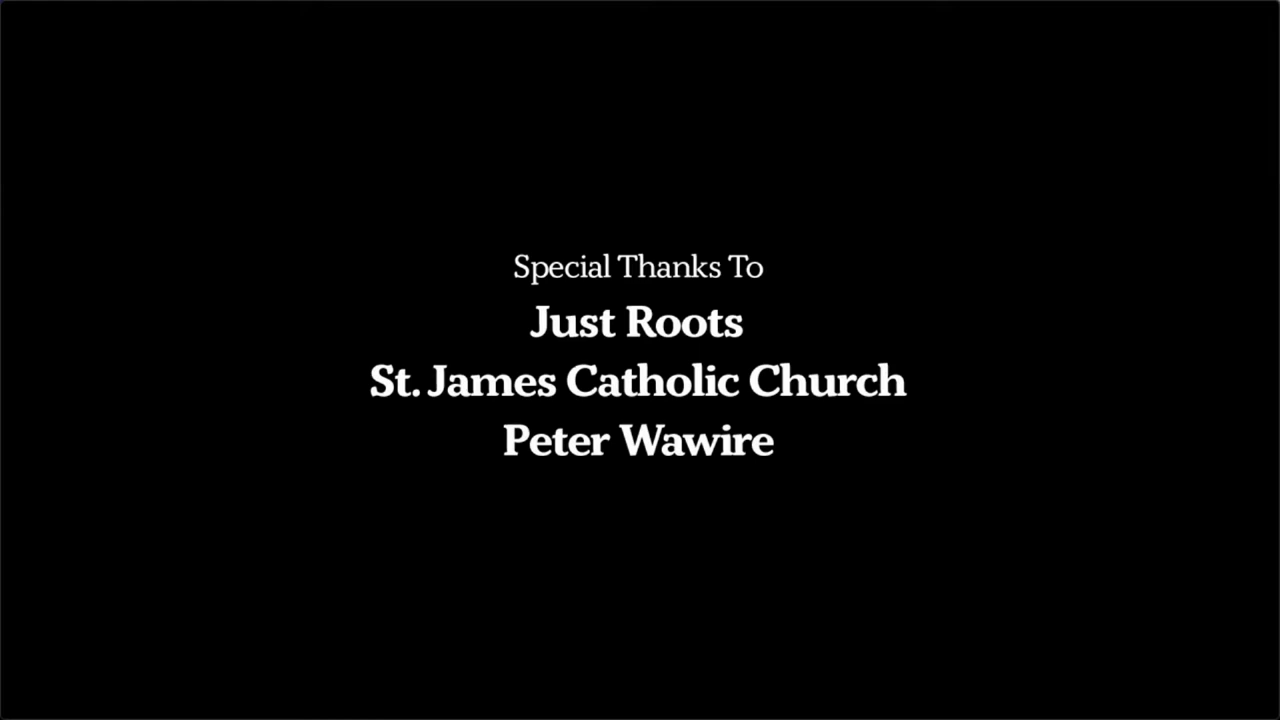 Special Thanks To
Just Roots
St. James Catholic Church
Peter Wawire